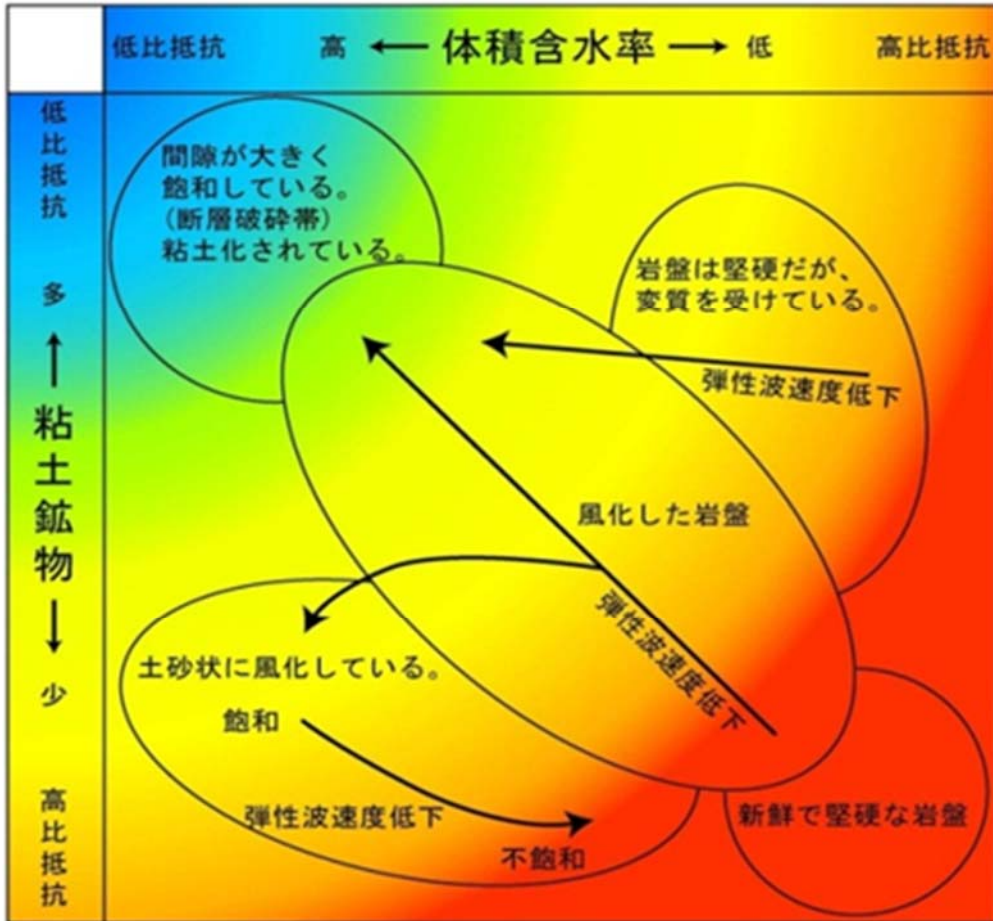 低比抵抗 高 ← 体積含水率 → 低 高比抵抗
低比抵抗
多
↑
粘土鉱物
↓
少
高比抵抗
間隙が大きく
飽和している。
(断層破砕帯)
粘土化されている。
岩盤は堅硬だが、
変質を受けている。
弾性波速度低下
風化した岩盤
弾性波速度低下
土砂状に風化している。
飽和
弾性波速度低下
不飽和
新鮮で堅硬な岩盤